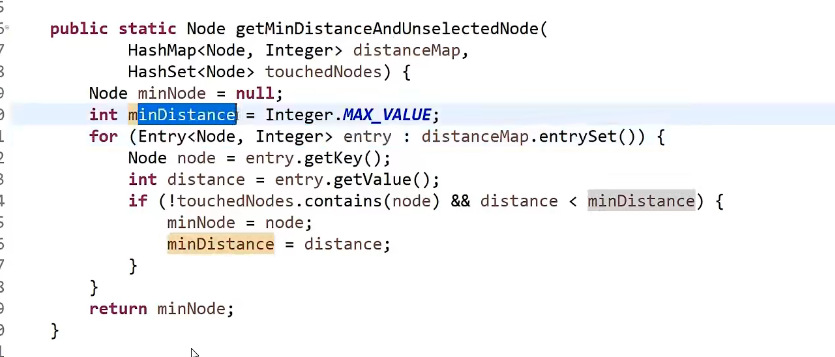 5
6 public static Node getMinDistanceAndUnselectedNode(
7 HashMap<Node, Integer> distanceMap,
8 HashSet<Node> touchedNodes) {
9 Node minNode = null;
0 int minDistance = Integer.MAX_VALUE;
1 for (Entry<Node, Integer> entry : distanceMap.entrySet()) {
2 Node node = entry.getKey();
3 int distance = entry.getValue();
4 if (!touchedNodes.contains(node) && distance < minDistance) {
5 minNode = node;
6 minDistance = distance;
7 }
8 }
9 return minNode;
0 }
1